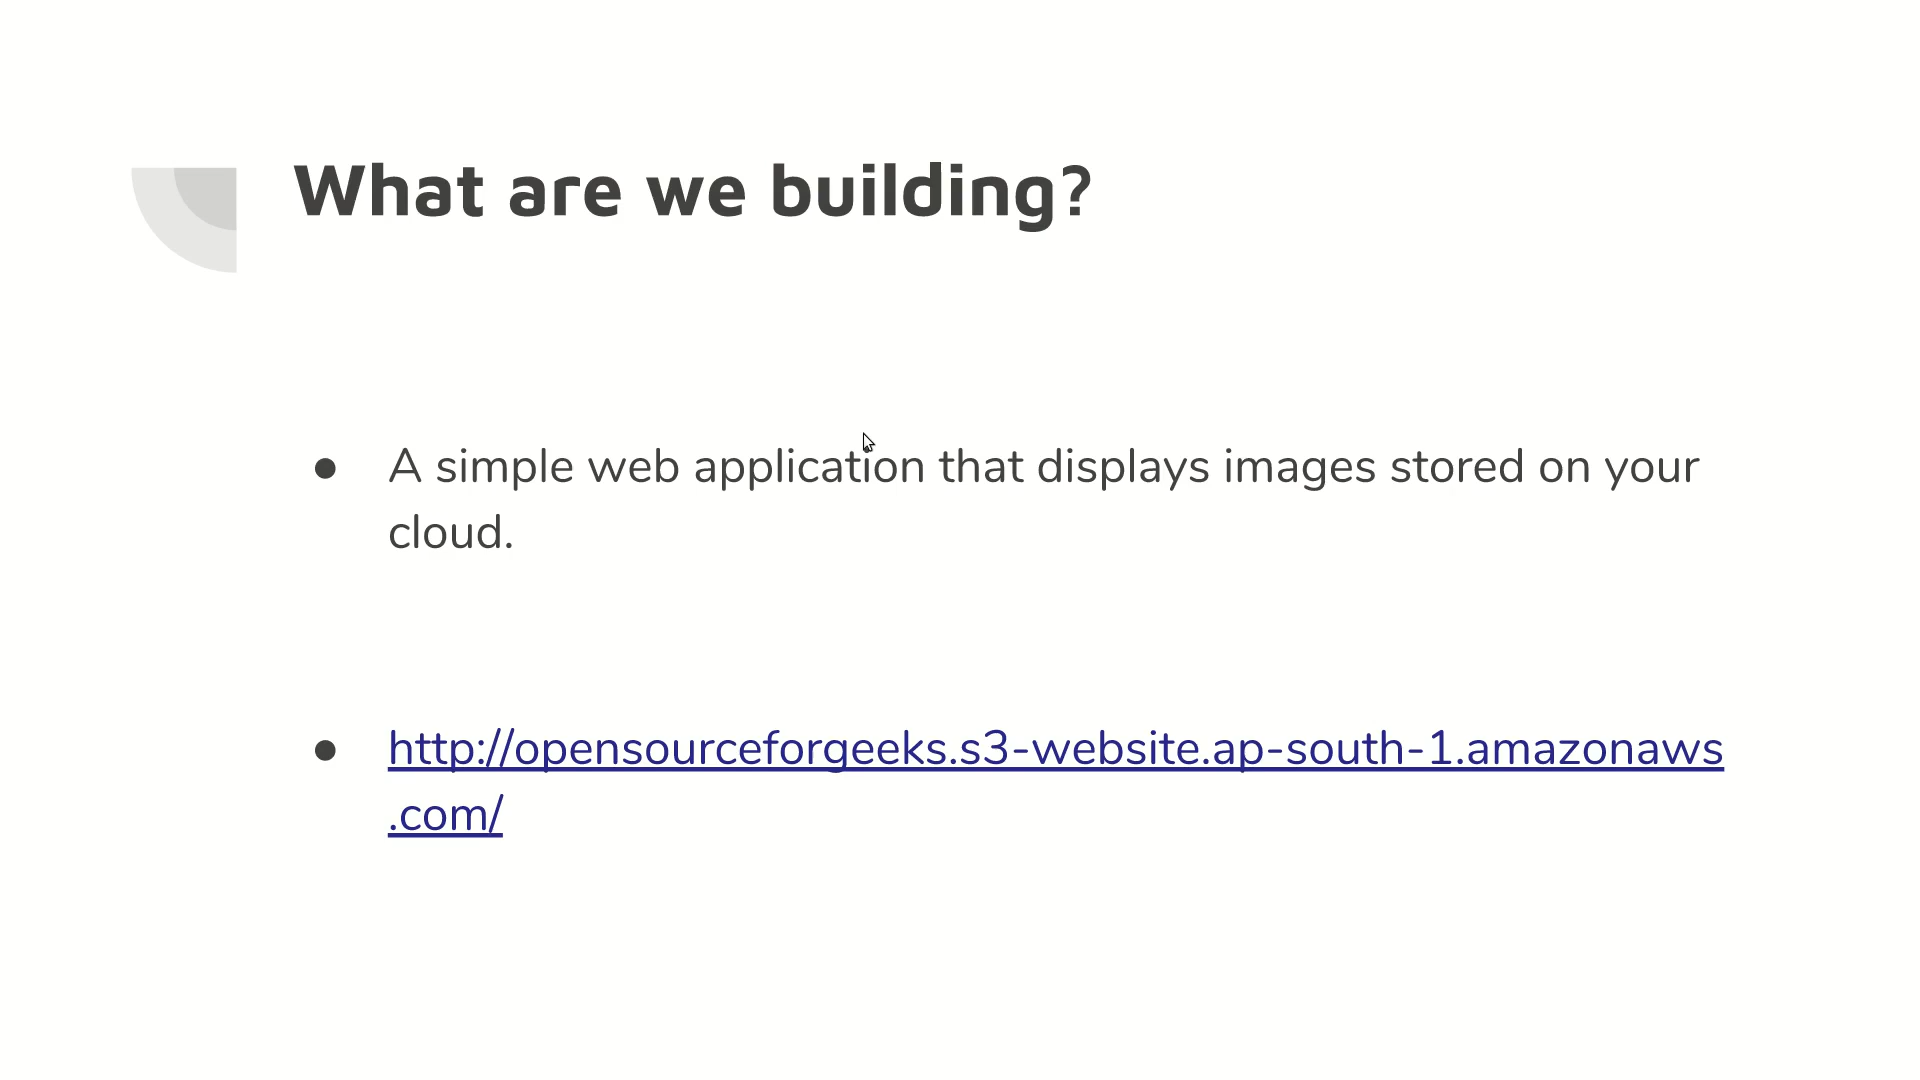 What are we building?
● A simple web application that displays images stored on your
cloud.
● http://opensourceforgeeks.s3-website.ap-south-1.amazonaws
.com/